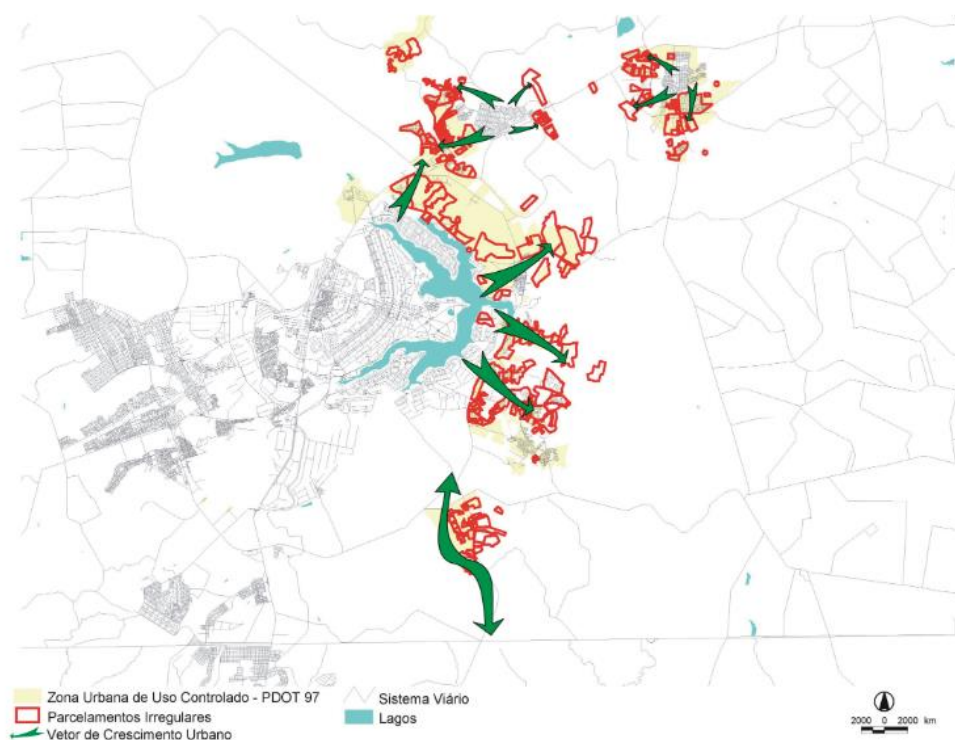 Zona Urbana de Uso Controlado - PDOT 97
Parcelamentos Irregulares
Vetor de Crescimento Urbano
Sistema Viário
Lagos
2000 0 2000 km